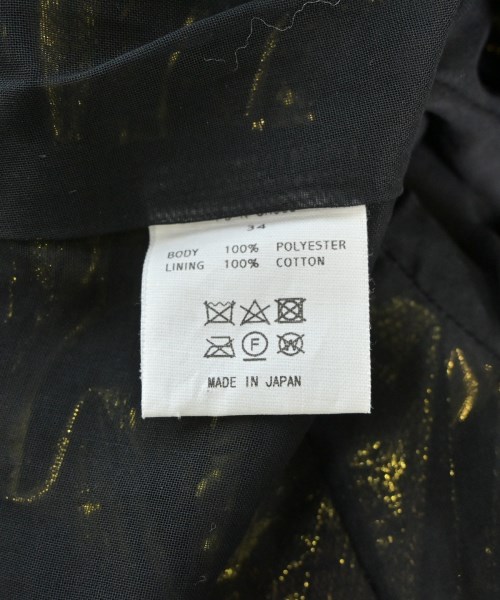 34
BODY 100% POLYESTER
LINING 100% COTTON
F W
MADE IN JAPAN